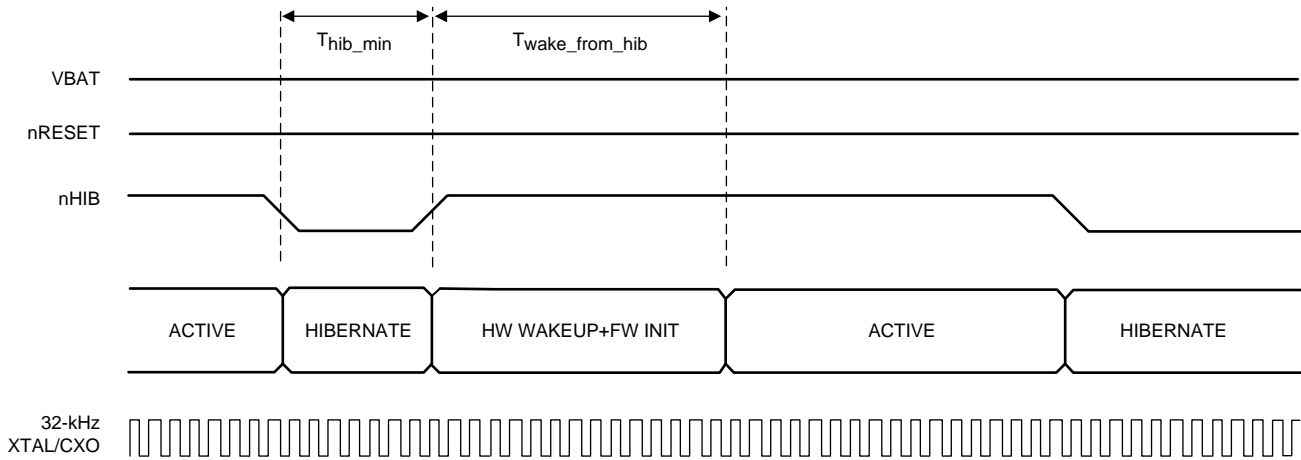 Thib_min
Twake_from_hib
VBAT
nRESET
nHIB
ACTIVE
HIBERNATE
HW WAKEUP+FW INIT
ACTIVE
HIBERNATE
32-kHz
XTAL/CXO